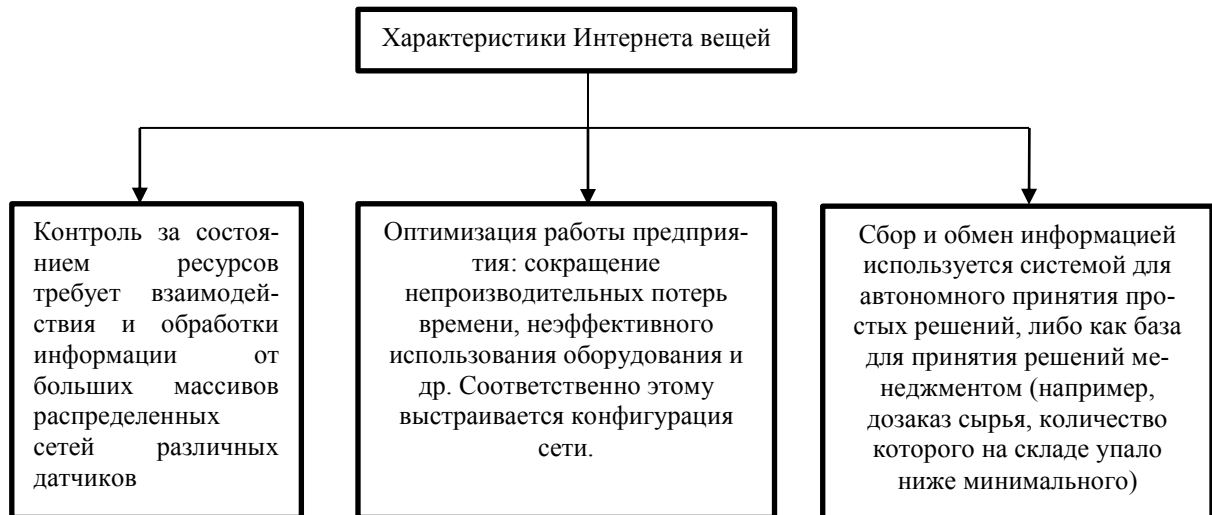 Характеристики Интернета вещей
Контроль за состоя-
нием ресурсов
требует взаимодей-
ствия и обработки
информации от
больших массивов
распределенных
сетей различных
датчиков
Оптимизация работы предприя-
тия: сокращение
непроизводительных потерь
времени, неэффективного
использования оборудования и
др. Соответственно этому
выстраивается конфигурация
сети.
Сбор и обмен информацией
используется системой для
автономного принятия про-
стых решений, либо как база
для принятия решений ме-
неджментом (например,
дозаказ сырья, количество
которого на складе упало
ниже минимального)